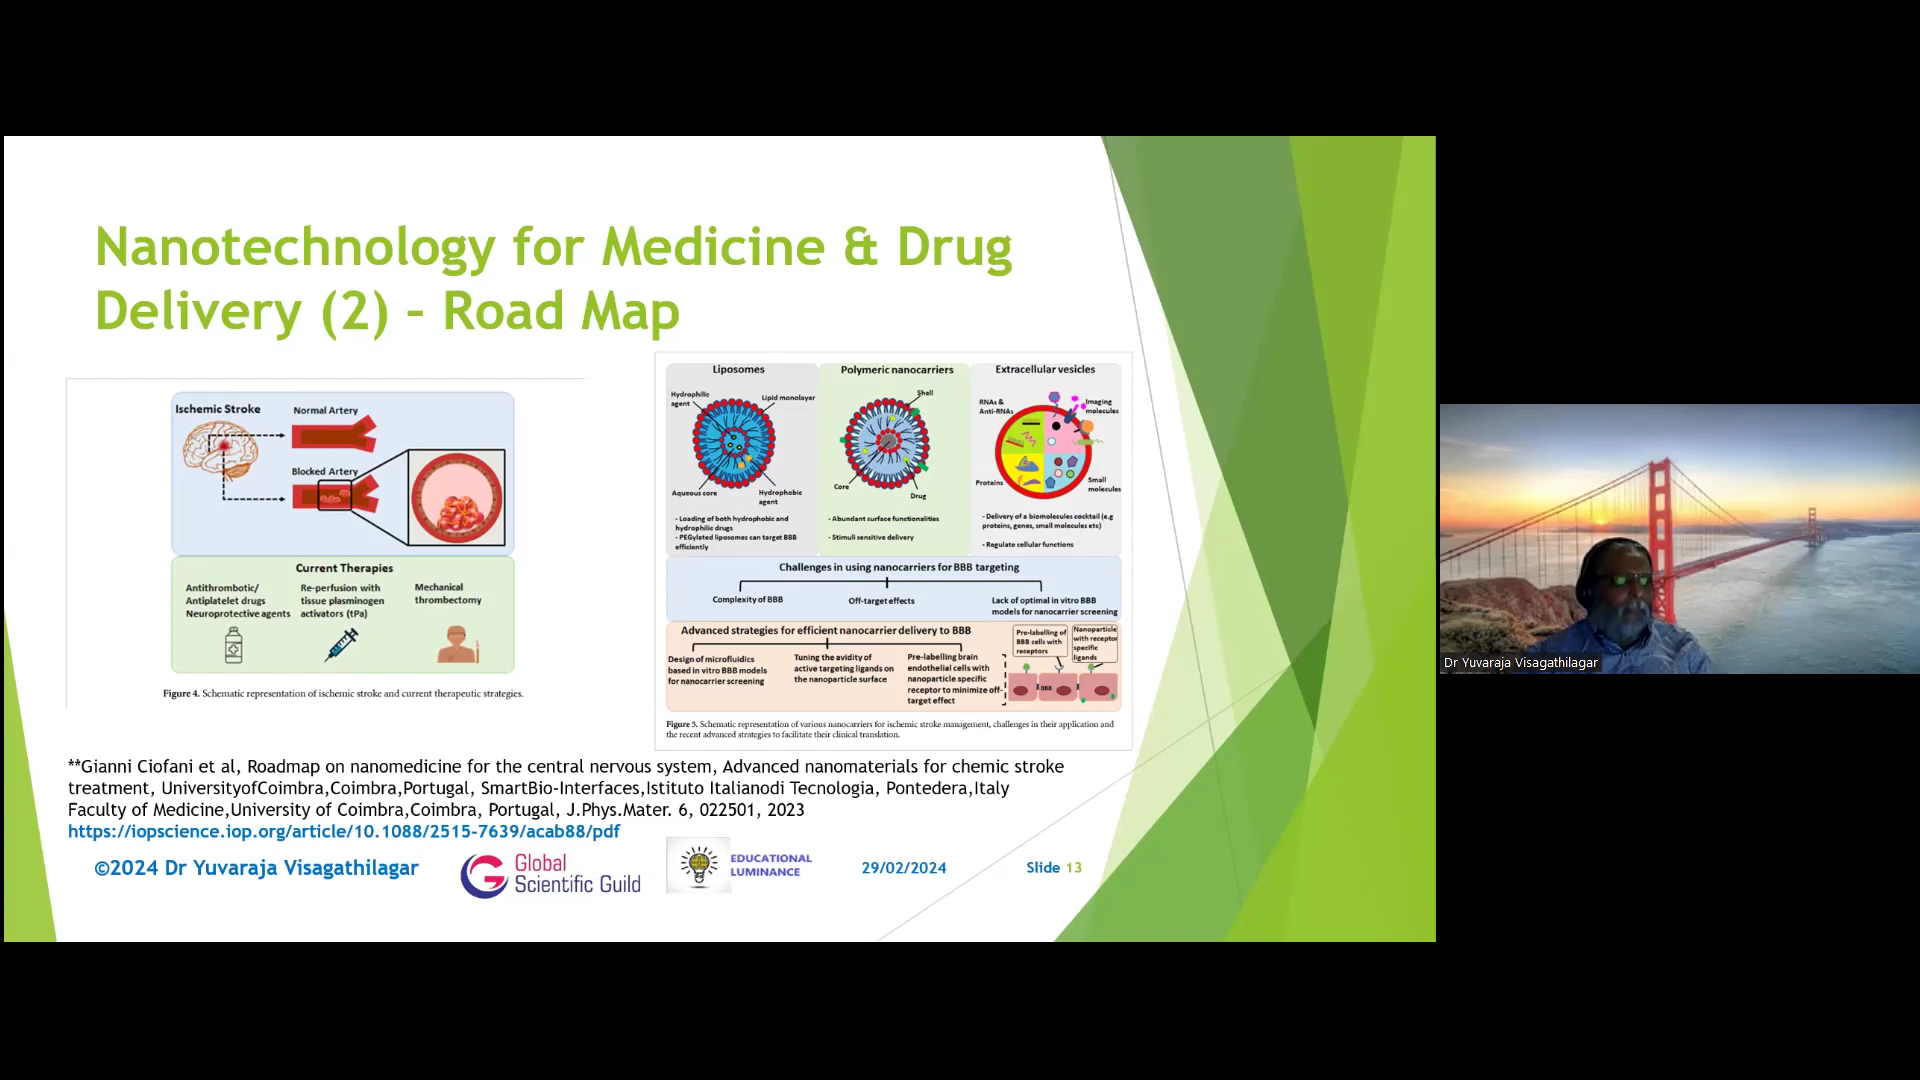 Nanotechnology for Medicine & Drug
Delivery (2) – Road Map
Ischemic Stroke
Normal Artery
Blocked Artery
Current Therapies
Antithrombotic/
Antiplatelet drugs
Neuroprotective agents
Re-perfusion with
tissue plasminogen
activators (tPa)
Mechanical
thrombectomy
Figure 4. Schematic representation of ischemic stroke and current therapeutic strategies.
Liposomes
Hydrophilic
agent
Lipid monolayer
Aqueous core
Hydrophobic
agent
- Loading of both hydrophobic and
hydrophilic drugs
- PEGylated liposomes can target BBB
efficiently
Polymeric nanocarriers
Shell
Core
Drug
- Abundant surface functionalities
- Stimuli sensitive delivery
Extracellular vesicles
RNAs &
Anti-RNAs
Imaging
molecules
Proteins
Small
molecules
- Delivery of a biomolecules cocktail (e.g
proteins, genes, small molecules etc)
- Regulate cellular functions
Challenges in using nanocarriers for BBB targeting
Complexity of BBB
Off-target effects
Lack of optimal in vitro BBB
models for nanocarrier screening
Advanced strategies for efficient nanocarrier delivery to BBB
Design of microfluidics
based in vitro BBB models
for nanocarrier screening
Tuning the avidity of
active targeting ligands on
the nanoparticle surface
Pre-labelling brain
endothelial cells with
nanoparticle specific
receptor to minimize off-
target effect
Pre-labelling of
BBB cells with
receptors
Nanoparticle
with receptor
specific
ligands
BBB
Figure 5. Schematic representation of various nanocarriers for ischemic stroke management, challenges in their application and
the recent advanced strategies to facilitate their clinical translation.
**Gianni Ciofani et al, Roadmap on nanomedicine for the central nervous system, Advanced nanomaterials for chemic stroke
treatment, UniversityofCoimbra,Coimbra,Portugal, SmartBio-Interfaces,Istituto Italianodi Tecnologia, Pontedera,Italy
Faculty of Medicine,University of Coimbra,Coimbra, Portugal, J.Phys.Mater. 6, 022501, 2023
https://iopscience.iop.org/article/10.1088/2515-7639/acab88/pdf
©2024 Dr Yuvaraja Visagathilagar
Global
Scientific Guild
EDUCATIONAL
LUMINANCE
29/02/2024
Slide 13
Dr Yuvaraja Visagathilagar